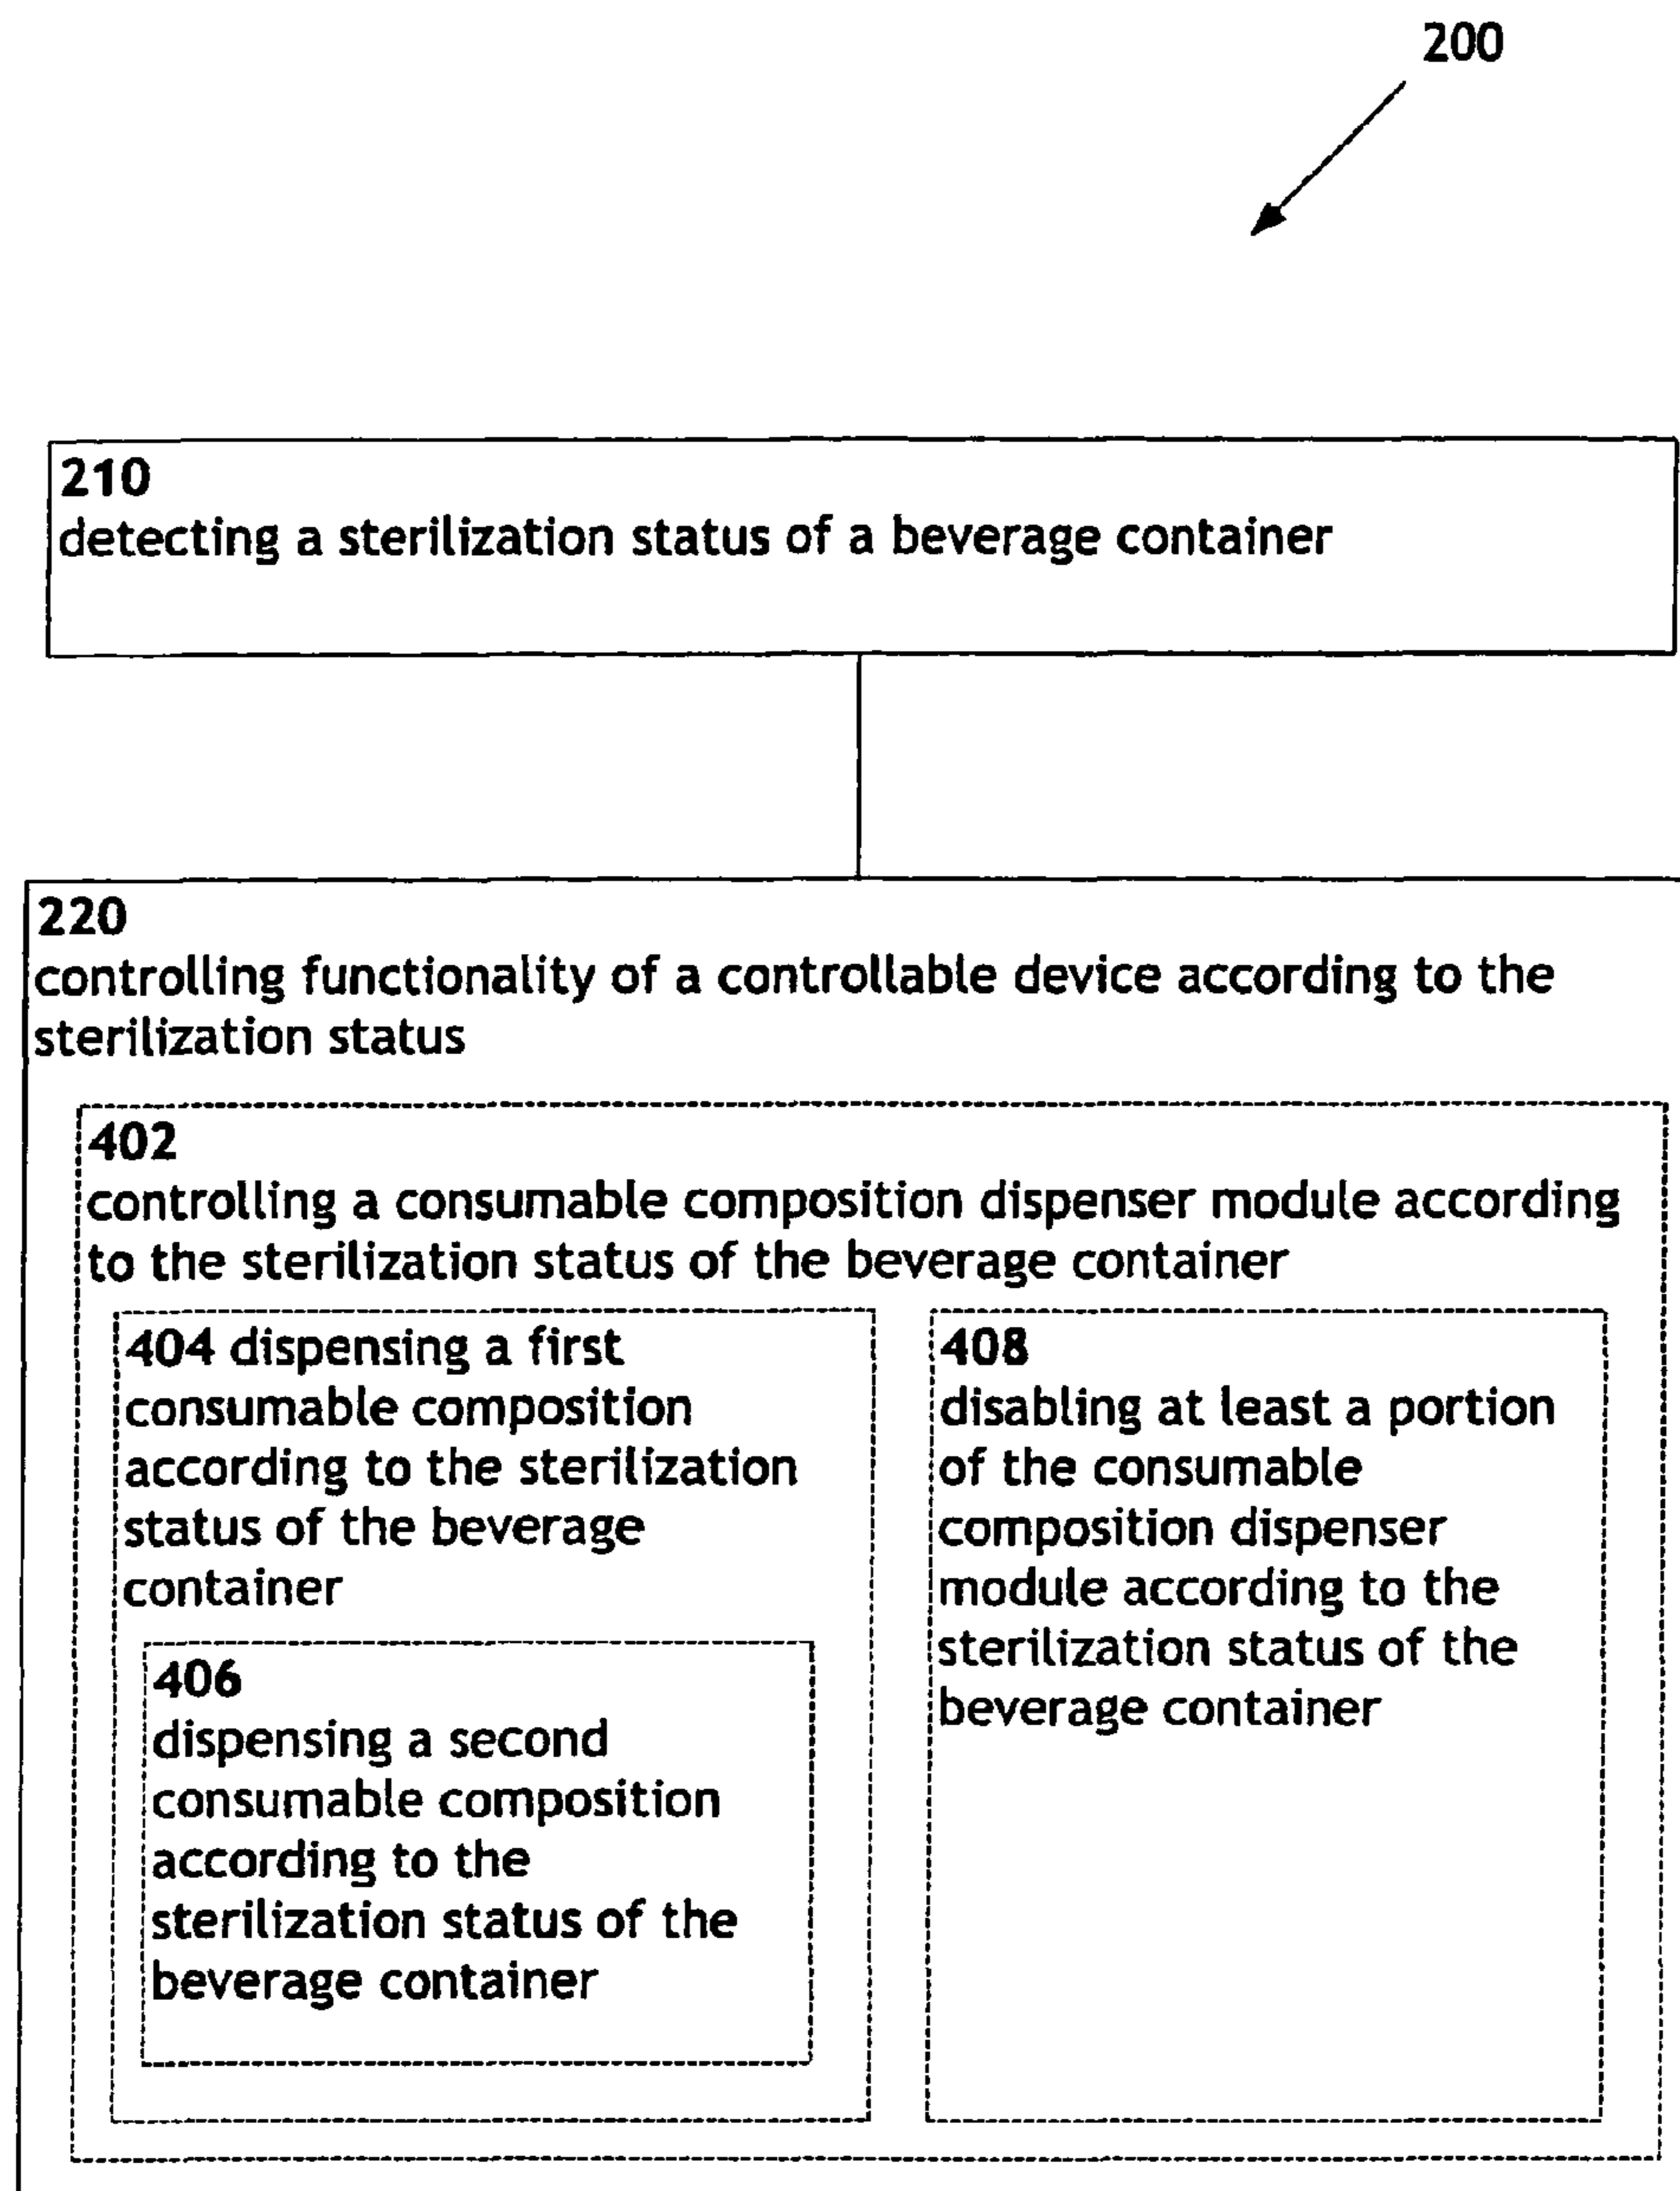 200
210
detecting a sterilization status of a beverage container
220
controlling functionality of a controllable device according to the
sterilization status
402
controlling a consumable composition dispenser module according
to the sterilization status of the beverage container
404 dispensing a first
consumable composition
according to the sterilization
status of the beverage
container
406
dispensing a second
consumable composition
according to the
sterilization status of the
beverage container
408
disabling at least a portion
of the consumable
composition dispenser
module according to the
sterilization status of the
beverage container